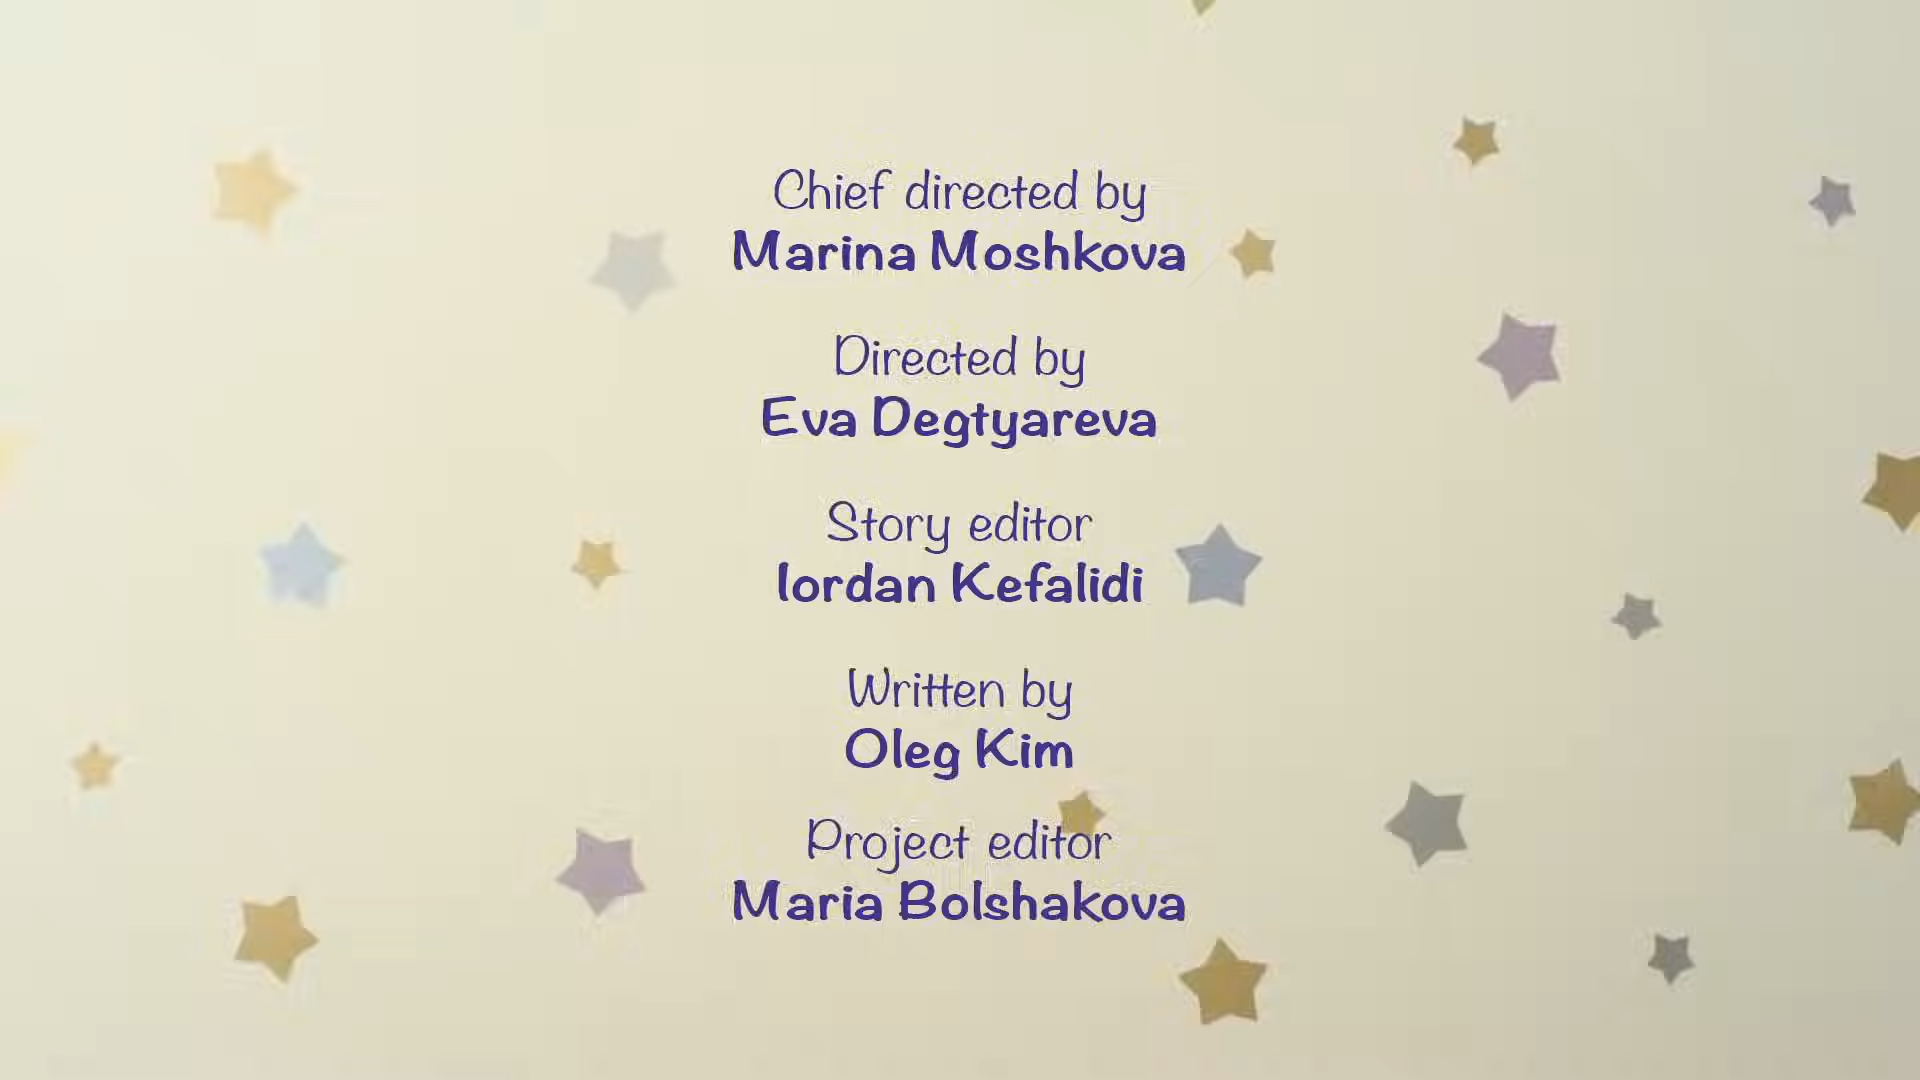 Chief directed by
Marina Moshkova
Directed by
Eva Degtyareva
Story editor
Iordan Kefalidi
Written by
Oleg Kim
Project editor
Maria Bolshakova